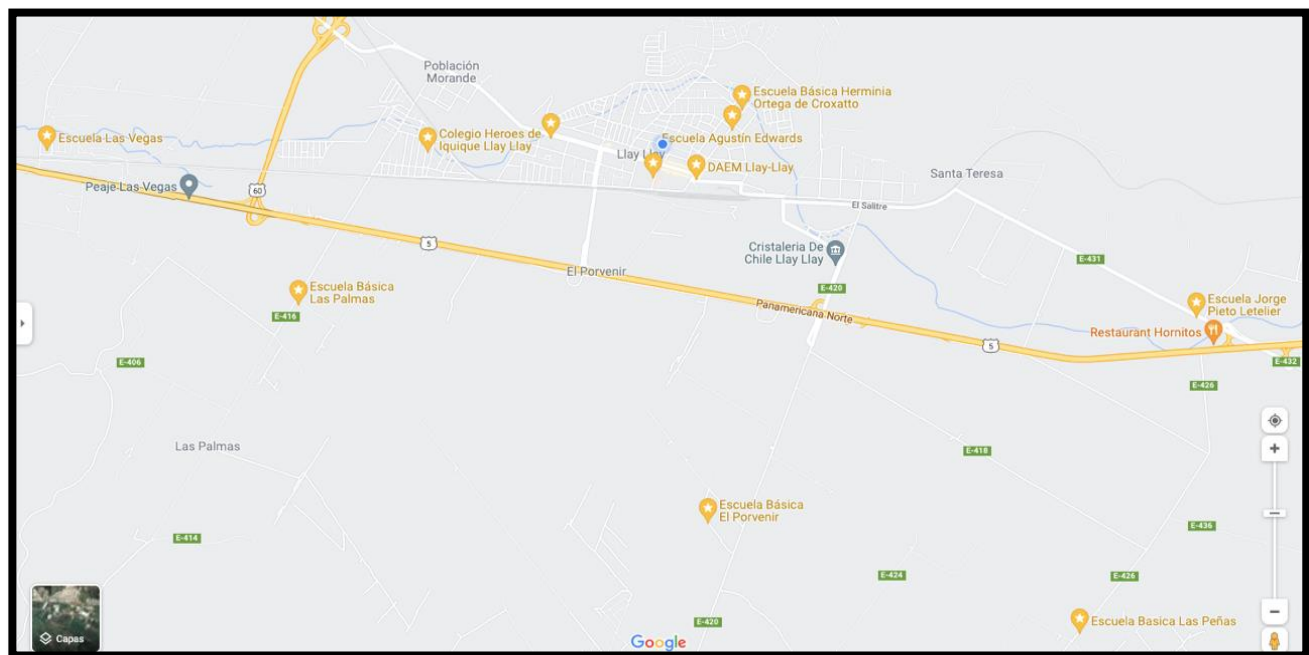 Población
Morande
Escuela Básica Herminia
Ortega de Croxatto
Escuela Las Vegas
Colegio Heroes de
Iquique Llay Llay
Escuela Agustín Edwards
Llay Llay
DAEM Llay-Llay
Santa Teresa
Peaje Las Vegas
60
El Salitre
5
Cristaleria De
Chile Llay Llay
E-431
El Porvenir
E-420
Escuela Básica
Las Palmas
E-416
Panamericana Norte
Escuela Jorge
Pieto Letelier
Restaurant Hornitos
5
E-406
E-432
E-426
Las Palmas
E-418
Escuela Básica
El Porvenir
E-436
E-414
E-424
E-426
E-420
Escuela Basica Las Peñas
Capas
Google